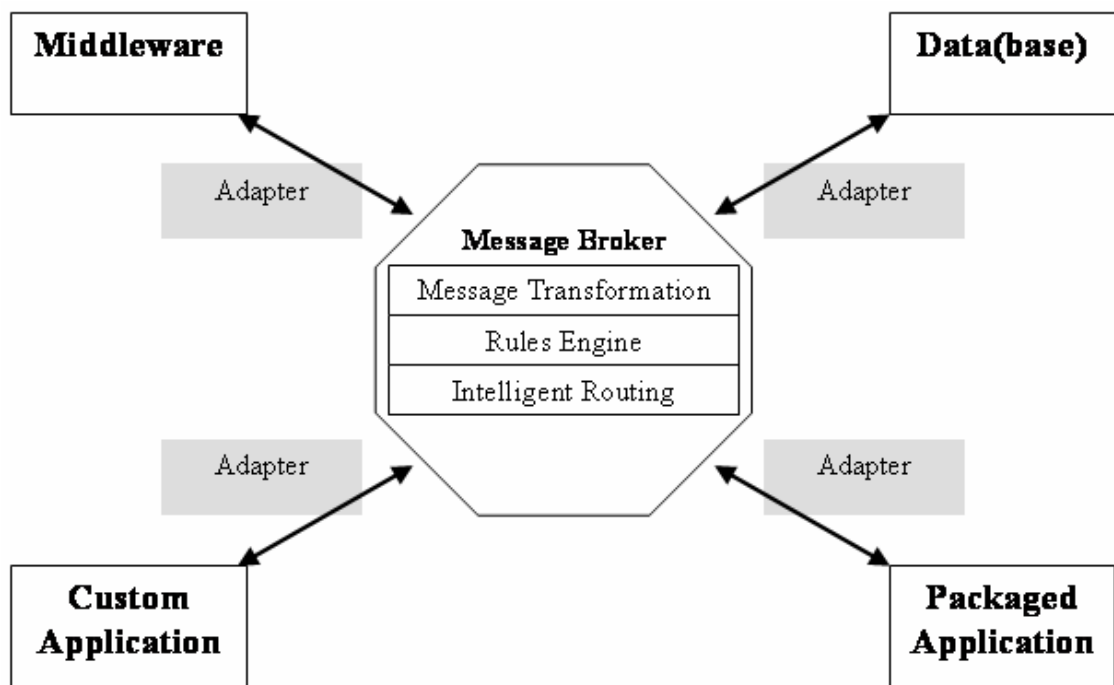 Middleware
Data(base)
Adapter
Adapter
Message Broker
Message Transformation
Rules Engine
Intelligent Routing
Adapter
Adapter
Custom
Application
Packaged
Application